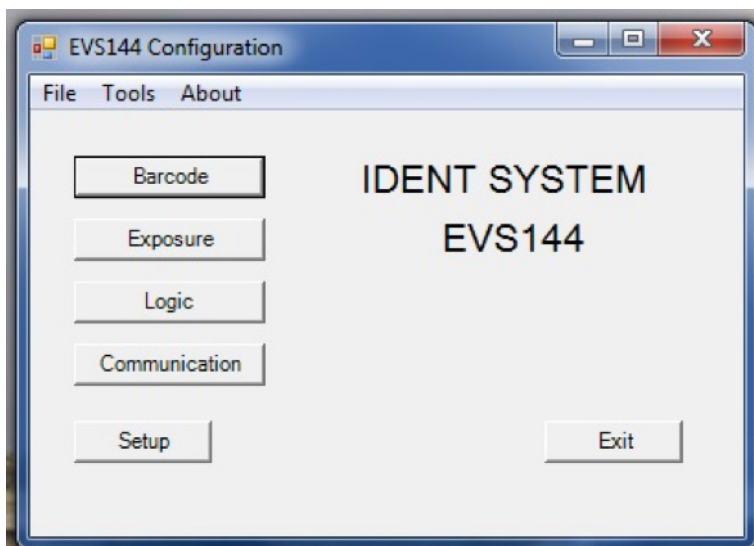 EVS144 Configuration
File Tools About
Barcode
Exposure
Logic
Communication
Setup
IDENT SYSTEM
EVS144
Exit